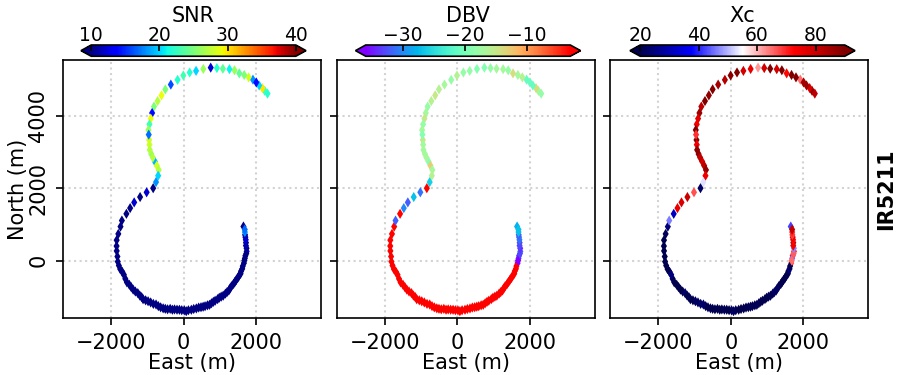 SNR DBV Xc
10 20 30 40 −30 −20 −10 20 40 60 80
North (m)
4000
2000
0
IR5211
−2000 0 2000 −2000 0 2000 −2000 0 2000
East (m) East (m) East (m)